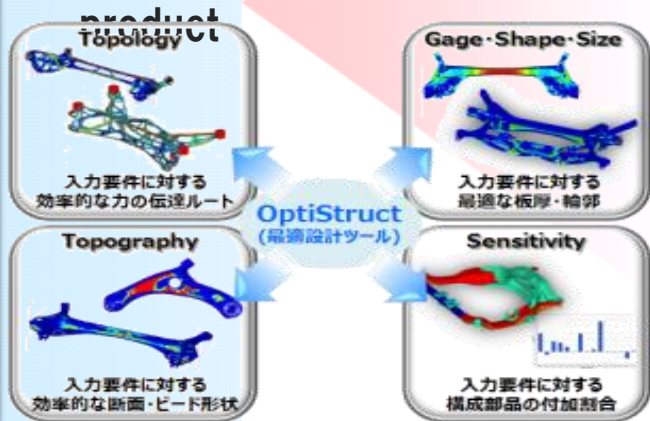 product
Topology
入力要件に対する
効率的な力の伝達ルート
Gage・Shape・Size
入力要件に対する
最適な板厚・輪郭
OptiStruct
(最適設計ツール)
Topography
入力要件に対する
効率的な断面・ビード形状
Sensitivity
入力要件に対する
構成部品の付加割合